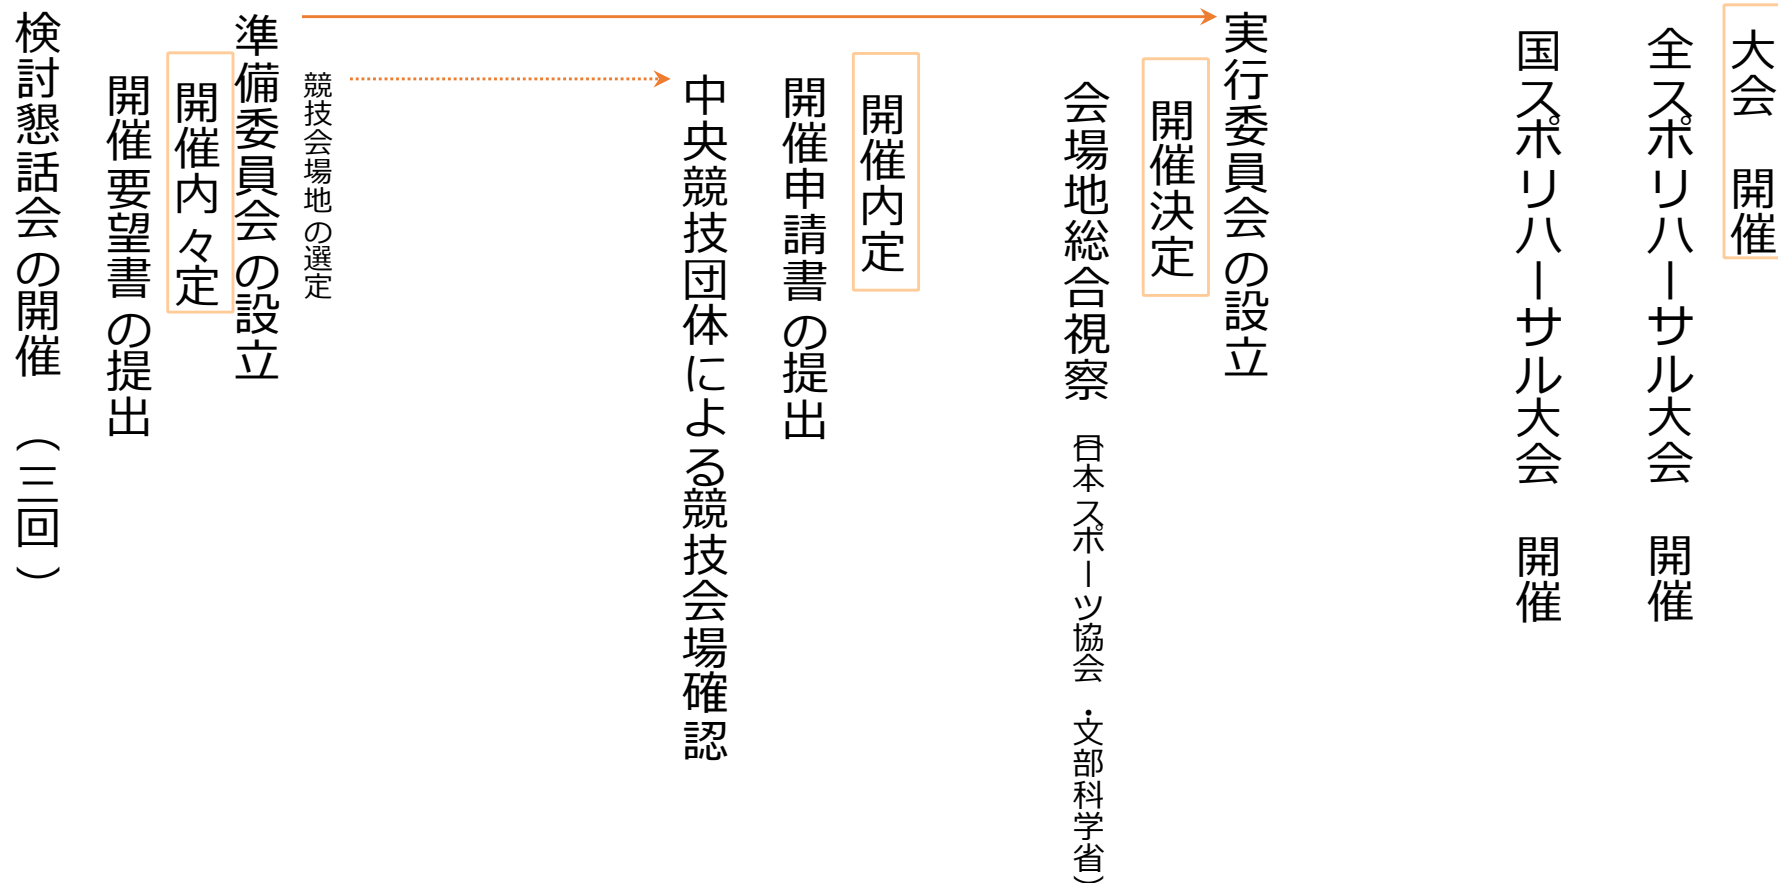 検討懇話会の開催　（三回）
開催要望書の提出
開催内々定
準備委員会の設立
競技会場地の選定
中央競技団体による競技会場確認
開催申請書の提出
開催内定
会場地総合視察（日本スポーツ協会・文部科学省）
開催決定
実行委員会の設立
国スポリハーサル大会　開催
全スポリハーサル大会　開催
大会　開催